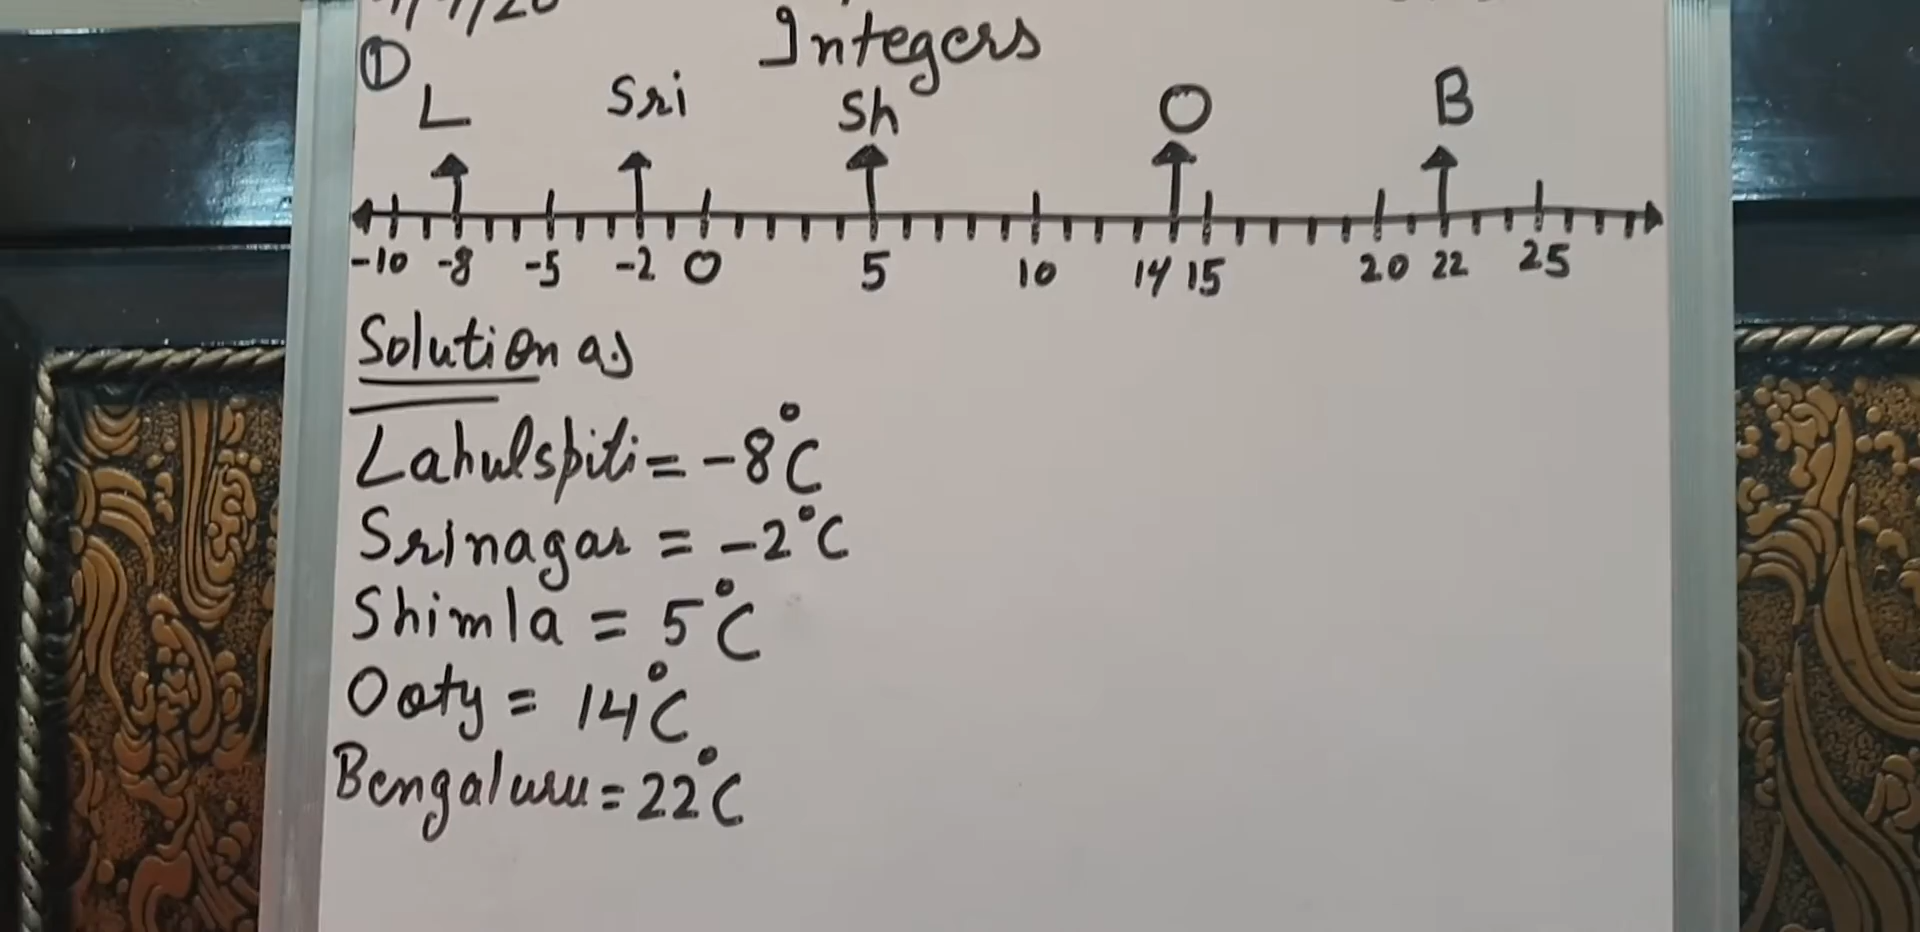 Integers
①
L Sri Sh O B
-10 -8 -5 -2 0 5 10 14 15 20 22 25
Solution a)
Lahulspiti = -8°C
Srinagar = -2°C
Shimla = 5°C
Ooty = 14°C
Bengaluru = 22°C